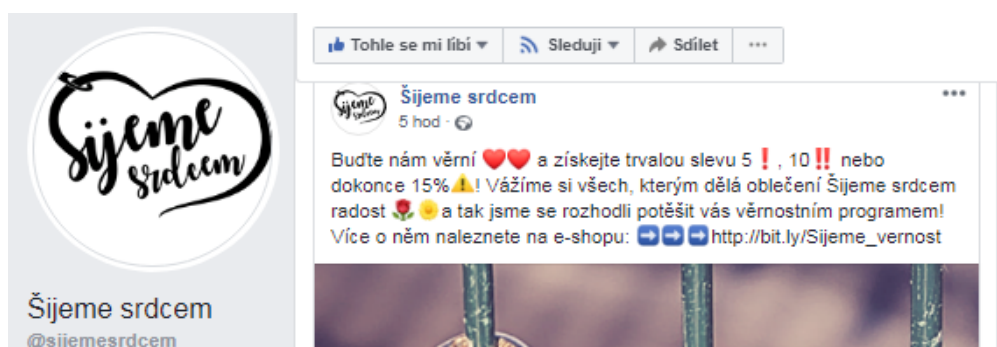 Šijeme
srdcem
Šijeme srdcem
@sijemesrdcem
Tohle se mi líbí
Sleduji
Sdílet
Šijeme
srdcem
Šijeme srdcem
5 hod ·
Buďte nám věrní ❤❤ a získejte trvalou slevu 5❗, 10‼ nebo
dokonce 15%⚠! Vážíme si všech, kterým dělá oblečení Šijeme srdcem
radost 🌹🌼a tak jsme se rozhodli potěšit vás věrnostním programem!
Více o něm naleznete na e-shopu: ➡➡➡http://bit.ly/Sijeme_vernost